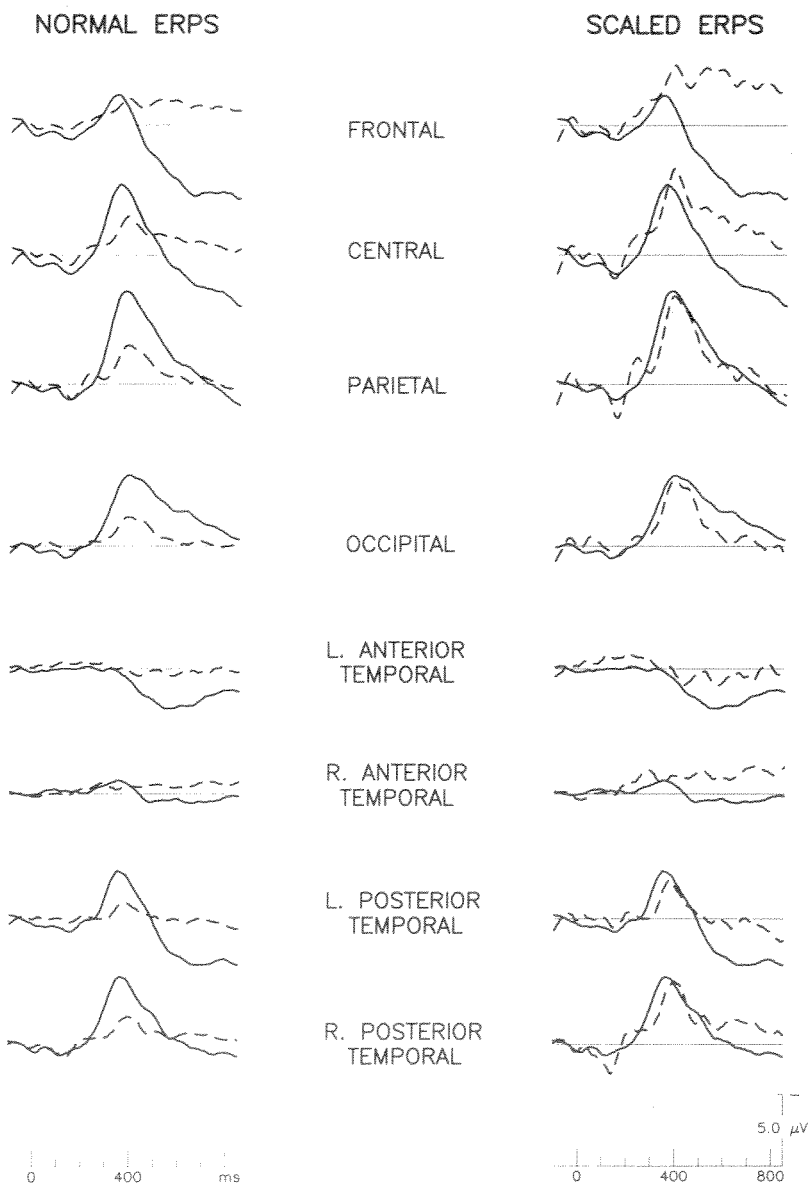 NORMAL ERPS
SCALED ERPS
FRONTAL
CENTRAL
PARIETAL
OCCIPITAL
L. ANTERIOR
TEMPORAL
R. ANTERIOR
TEMPORAL
L. POSTERIOR
TEMPORAL
R. POSTERIOR
TEMPORAL
5.0 μV
0 400 ms
0 400 800